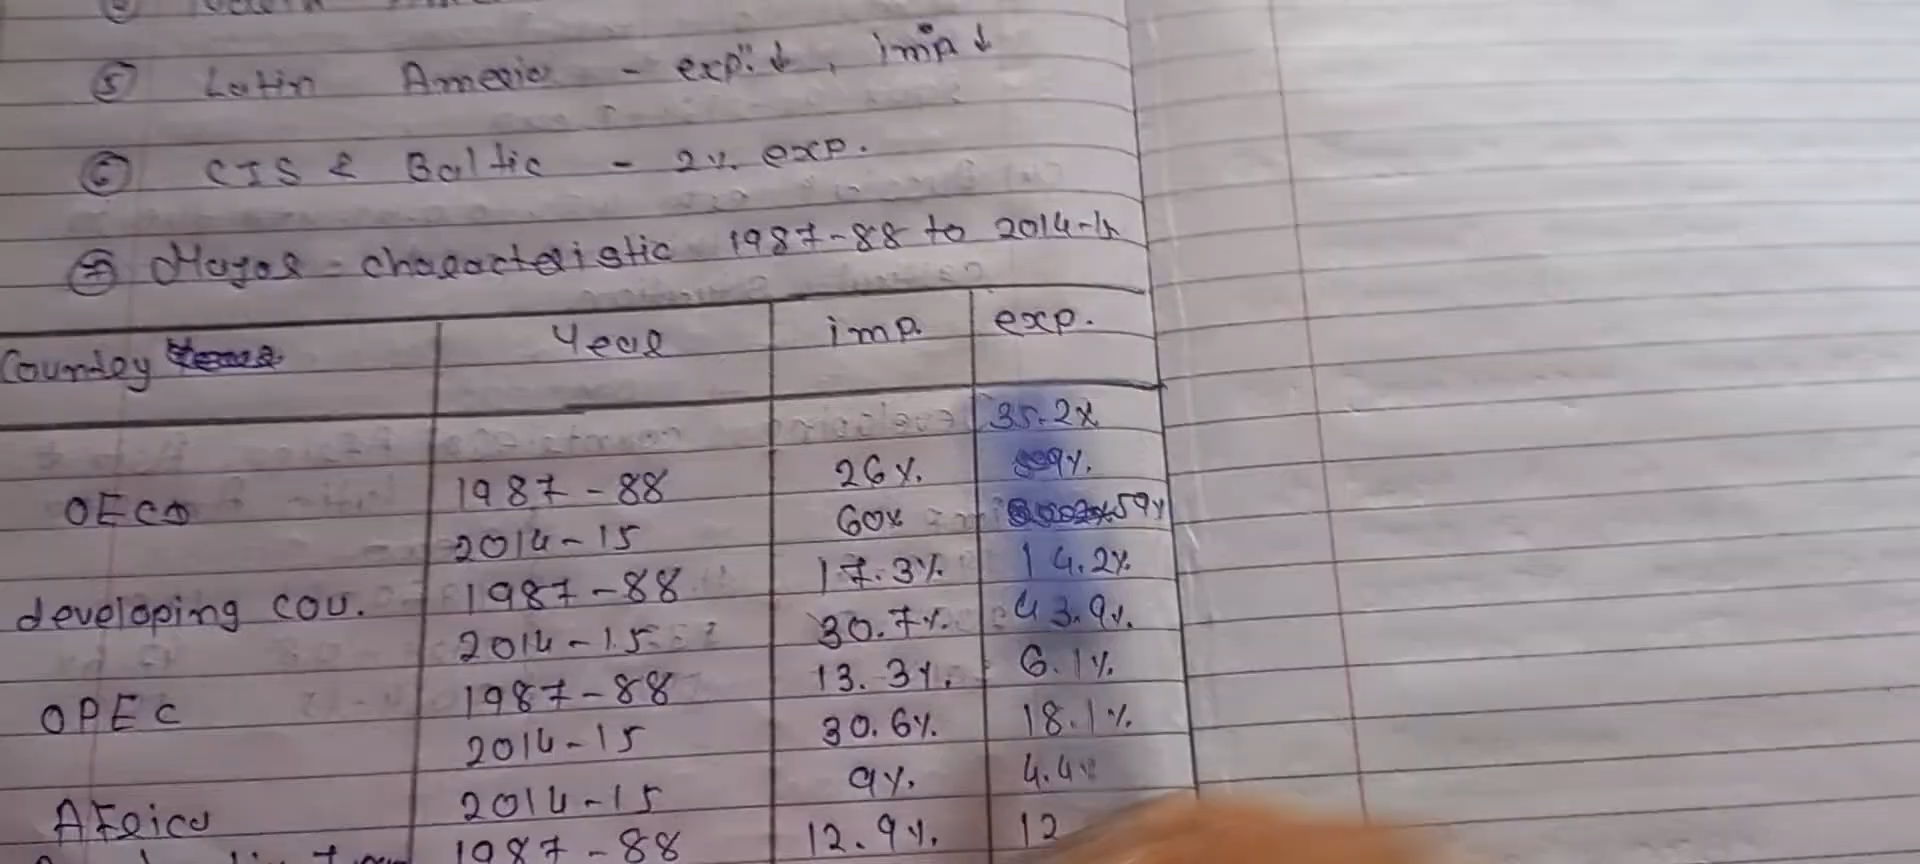 ⑤ Latin Ameria - exp. ↓, imp ↓
⑥ CIS & Baltic - 2% exp.
⑦ Major - characteristic 1987-88 to 2014-15
Country Year imp. exp.
35.2%
OECD 1987-88 26% 9%
2014-15 60% 59%
developing cou. 1987-88 17.3% 14.2%
2014-15 30.7% 43.9%
OPEC 1987-88 13.3% 6.1%
2014-15 30.6% 18.1%
Africa 2014-15 9% 4.4%
1987-88 12.9% 12